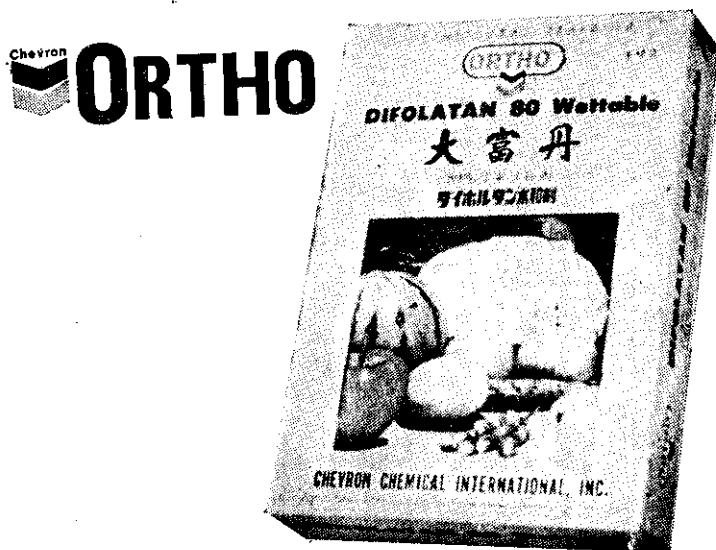 Chevron
ORTHO
ORTHO
DIFOLATAN 80 Wettable
大富丹
ダイホルタン水和剤
CHEVRON CHEMICAL INTERNATIONAL, INC.